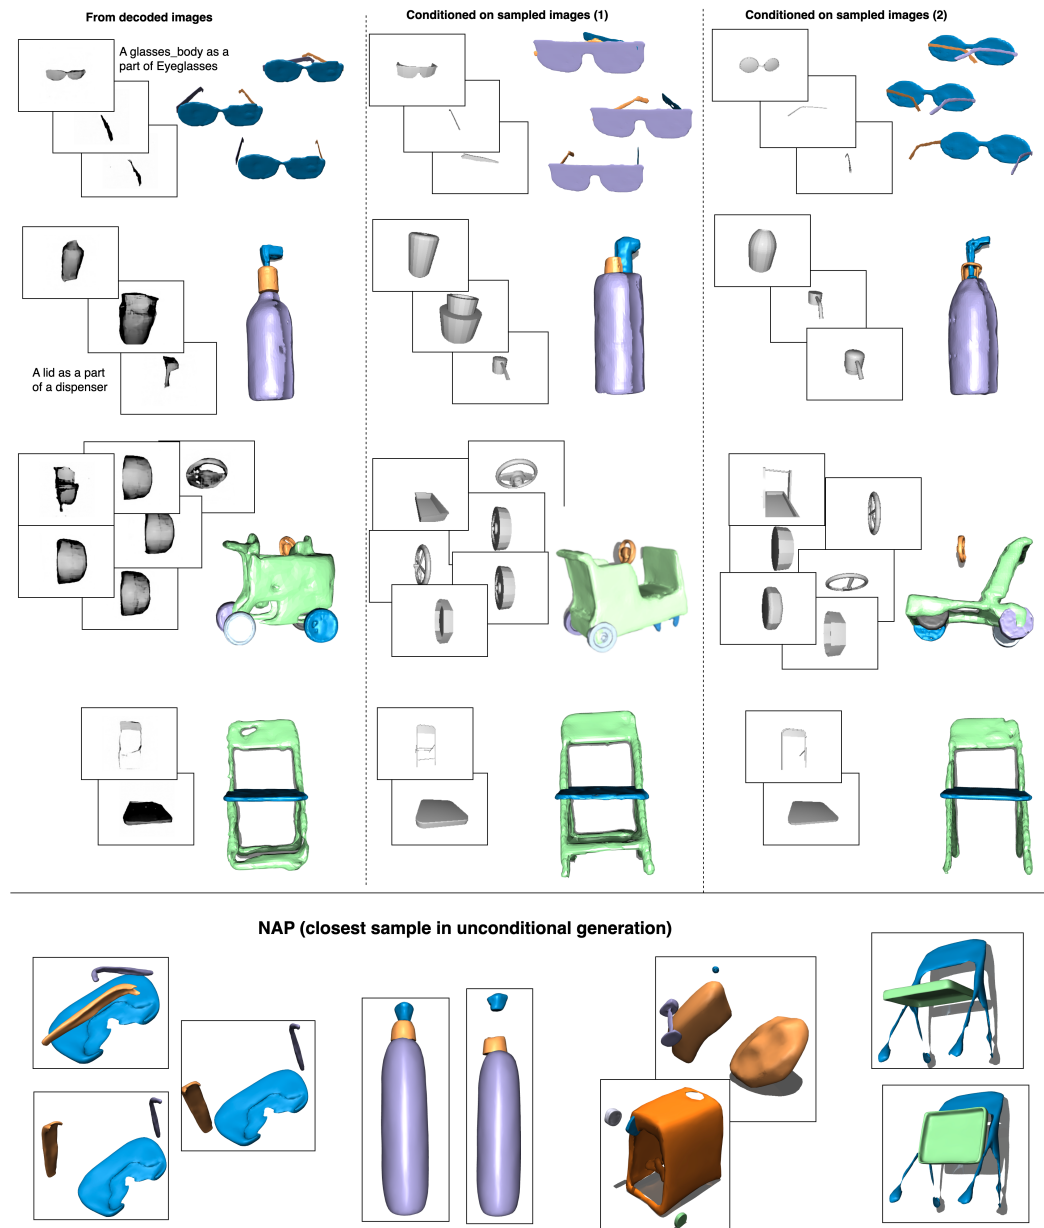 From decoded images
Conditioned on sampled images (1)
Conditioned on sampled images (2)
A glasses_body as a
part of Eyeglasses
A lid as a part
of a dispenser
NAP (closest sample in unconditional generation)